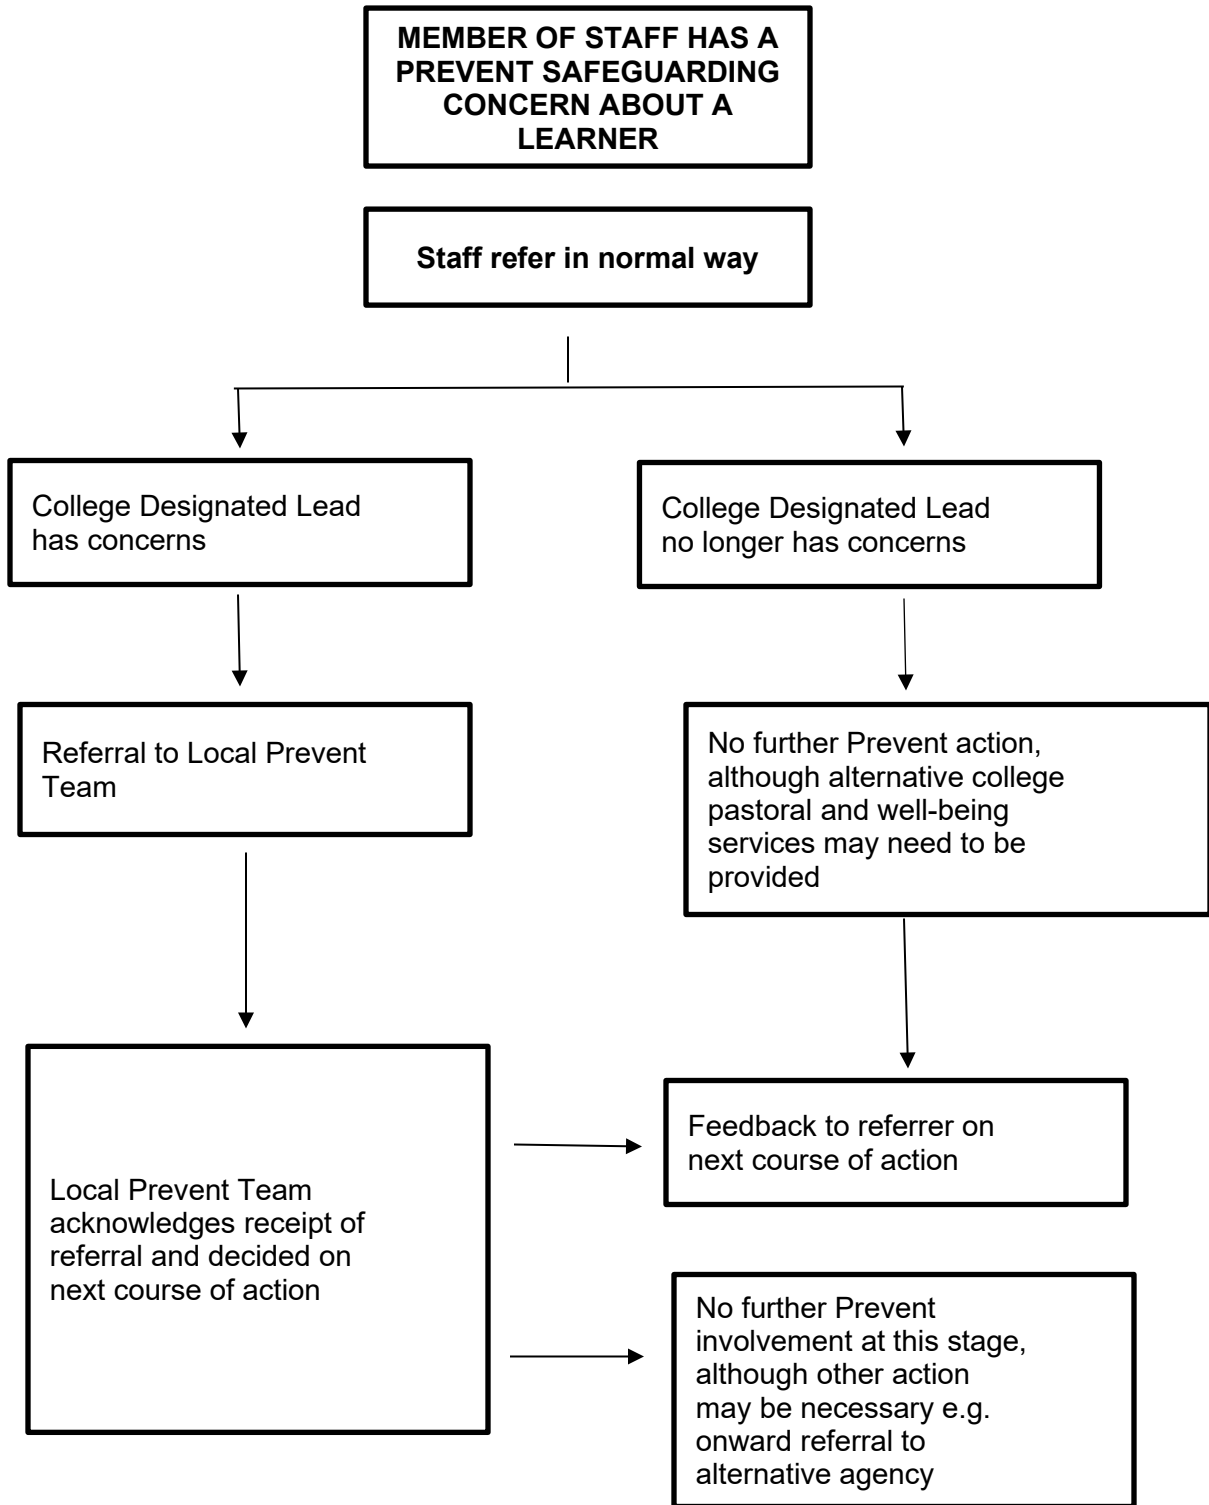 MEMBER OF STAFF HAS A
PREVENT SAFEGUARDING
CONCERN ABOUT A
LEARNER
Staff refer in normal way
College Designated Lead
has concerns
College Designated Lead
no longer has concerns
Referral to Local Prevent
Team
No further Prevent action,
although alternative college
pastoral and well-being
services may need to be
provided
Local Prevent Team
acknowledges receipt of
referral and decided on
next course of action
Feedback to referrer on
next course of action
No further Prevent
involvement at this stage,
although other action
may be necessary e.g.
onward referral to
alternative agency